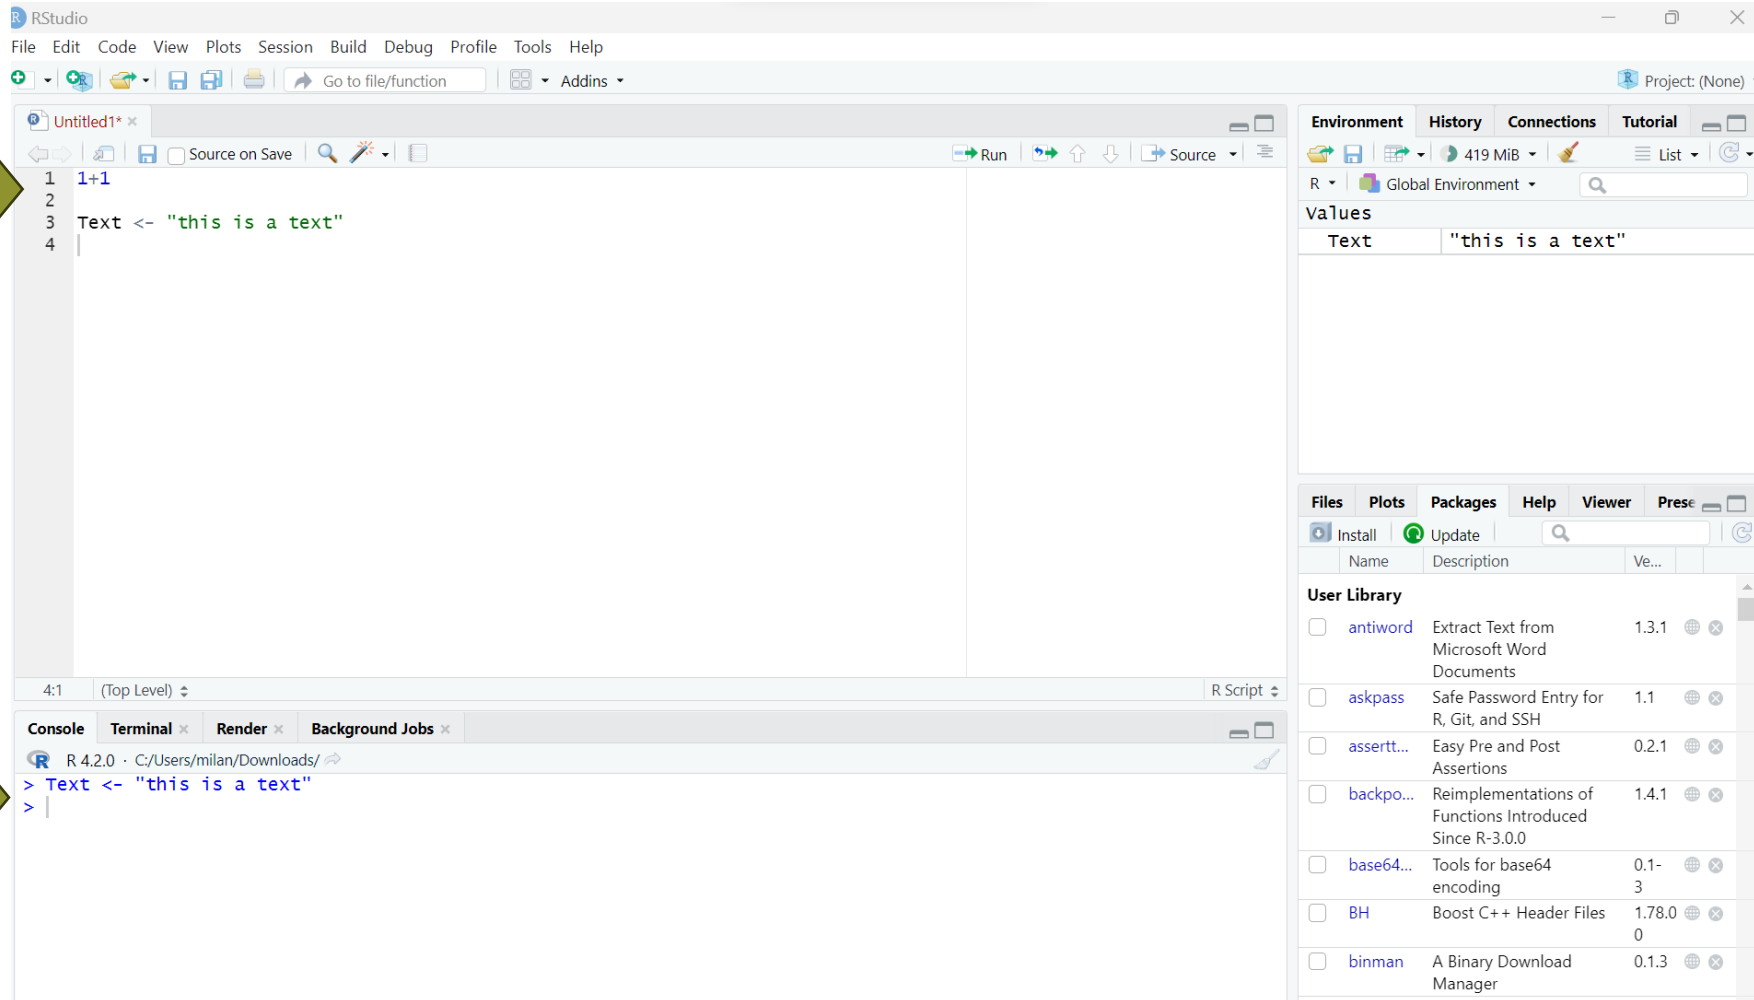 RStudio
File Edit Code View Plots Session Build Debug Profile Tools Help
Go to file/function Addins Project: (None)
Untitled1*
Source on Save Run Source
1 1+1
2
3 Text <- "this is a text"
4
4:1 (Top Level) R Script
Console Terminal Render Background Jobs
R 4.2.0 · C:/Users/milan/Downloads/
> Text <- "this is a text"
>
Environment History Connections Tutorial
419 MiB List
R Global Environment
Values
Text "this is a text"
Files Plots Packages Help Viewer Prese
Install Update
Name Description Ve...
User Library
antiword Extract Text from 1.3.1
Microsoft Word
Documents
askpass Safe Password Entry for 1.1
R, Git, and SSH
assertt... Easy Pre and Post 0.2.1
Assertions
backpo... Reimplementations of 1.4.1
Functions Introduced
Since R-3.0.0
base64... Tools for base64 0.1-
encoding 3
BH Boost C++ Header Files 1.78.0
0
binman A Binary Download 0.1.3
Manager